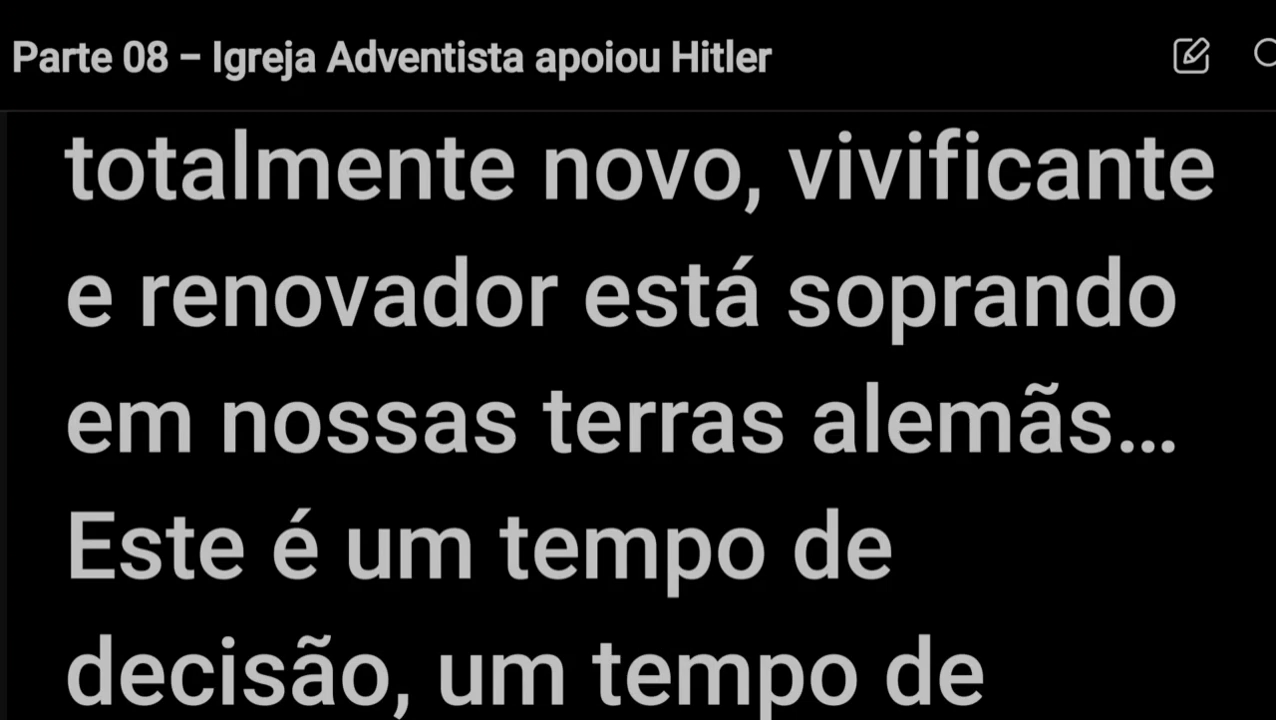 Parte 08 – Igreja Adventista apoiou Hitler
totalmente novo, vivificante
e renovador está soprando
em nossas terras alemãs...
Este é um tempo de
decisão, um tempo de